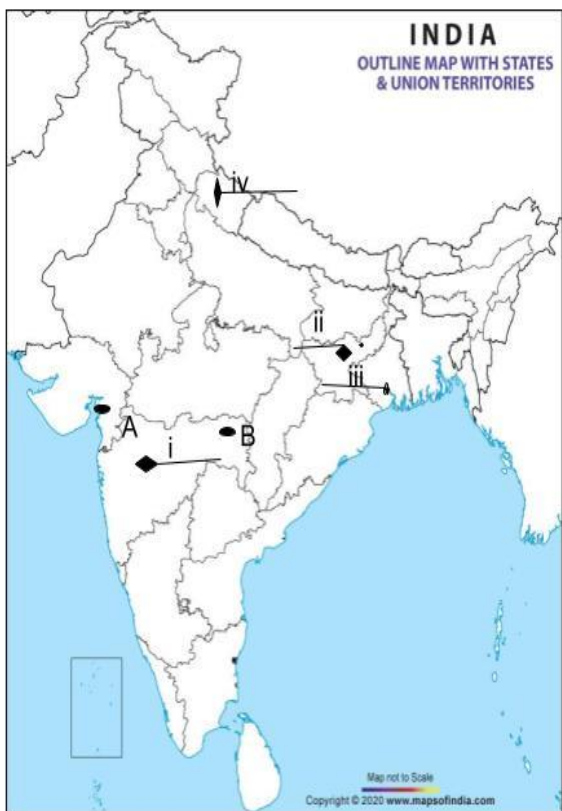 INDIA
OUTLINE MAP WITH STATES
& UNION TERRITORIES
iv
ii
iii
A
i
B
Map not to Scale
Copyright © 2020 www.mapsofindia.com